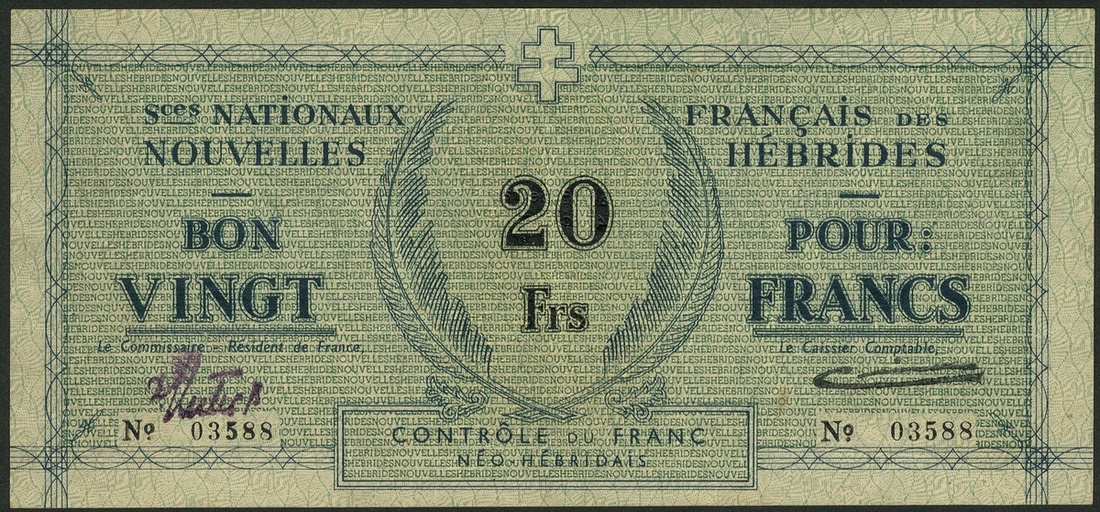 Sces NATIONAUX FRANÇAIS DES
NOUVELLES HÉBRIDES
20
BON POUR:
VINGT FRANCS
Frs
Le Commissaire - Résident de France, Le Caissier Comptable,
Nº 03588 Nº 03588
CONTRÔLE DU FRANC
NÉO-HÉBRIDAIS